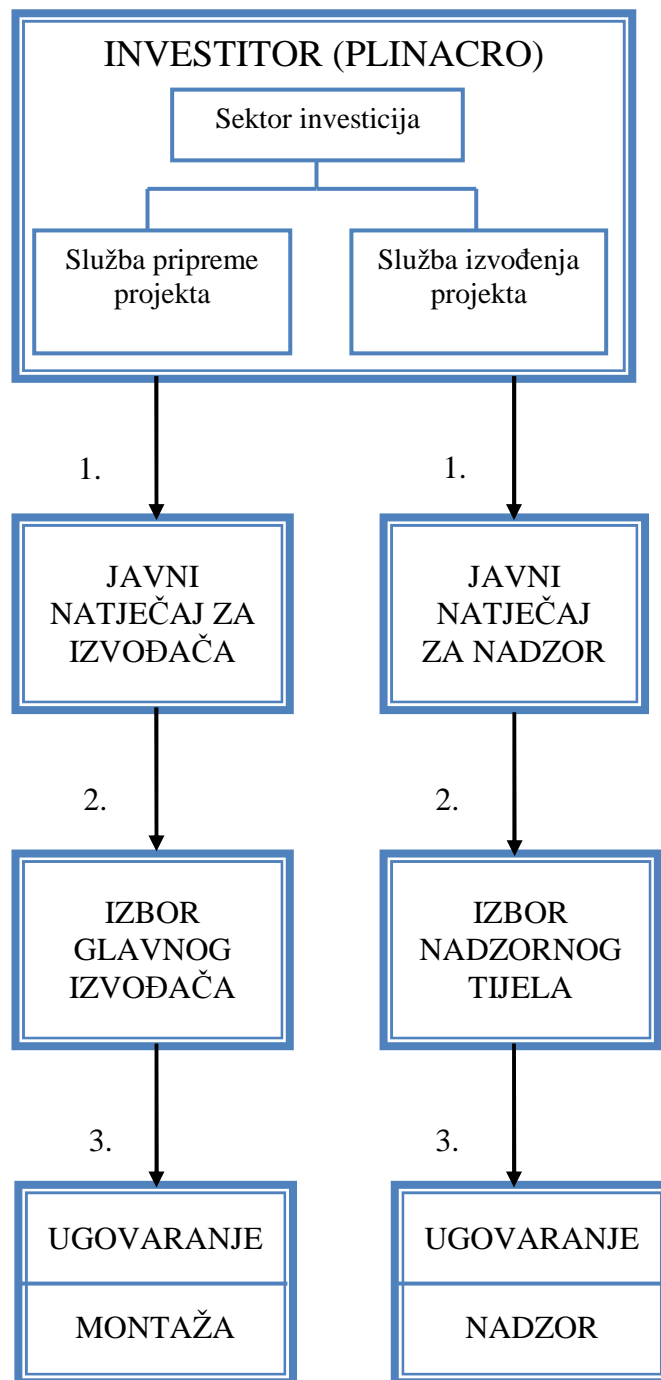 INVESTITOR (PLINACRO)
Sektor investicija
Služba pripreme
projekta
Služba izvođenja
projekta
1.
1.
JAVNI
NATJEČAJ ZA
IZVOĐAČA
JAVNI
NATJEČAJ
ZA NADZOR
2.
2.
IZBOR
GLAVNOG
IZVOĐAČA
IZBOR
NADZORNOG
TIJELA
3.
3.
UGOVARANJE
MONTAŽA
UGOVARANJE
NADZOR